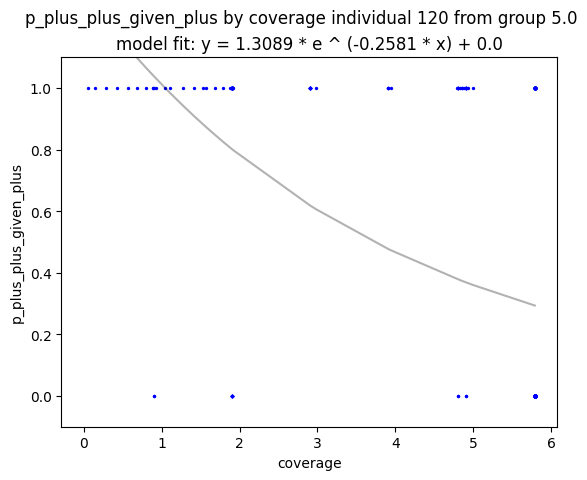 p_plus_plus_given_plus by coverage individual 120 from group 5.0
model fit: y = 1.3089 * e ^ (-0.2581 * x) + 0.0
1.0
0.8
0.6
0.4
0.2
0.0
p_plus_plus_given_plus
0 1 2 3 4 5 6
coverage